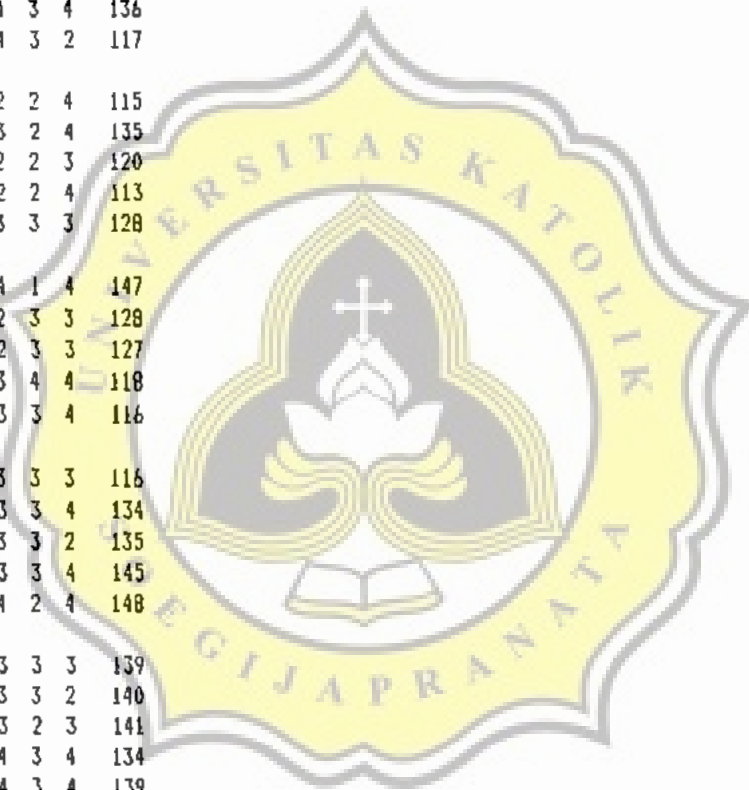 4 3 4 136
4 3 2 117
2 2 4 115
3 2 4 135
2 2 3 120
2 2 4 113
3 3 3 128
4 1 4 147
2 3 3 128
2 3 3 127
3 4 4 118
3 3 4 116
3 3 3 116
3 3 4 134
3 3 2 135
3 3 4 145
4 2 4 148
3 3 3 139
3 3 2 140
3 2 3 141
4 3 4 134
4 3 4 139
UNIVERSITAS KATOLIK
SOEGIJAPRANATA